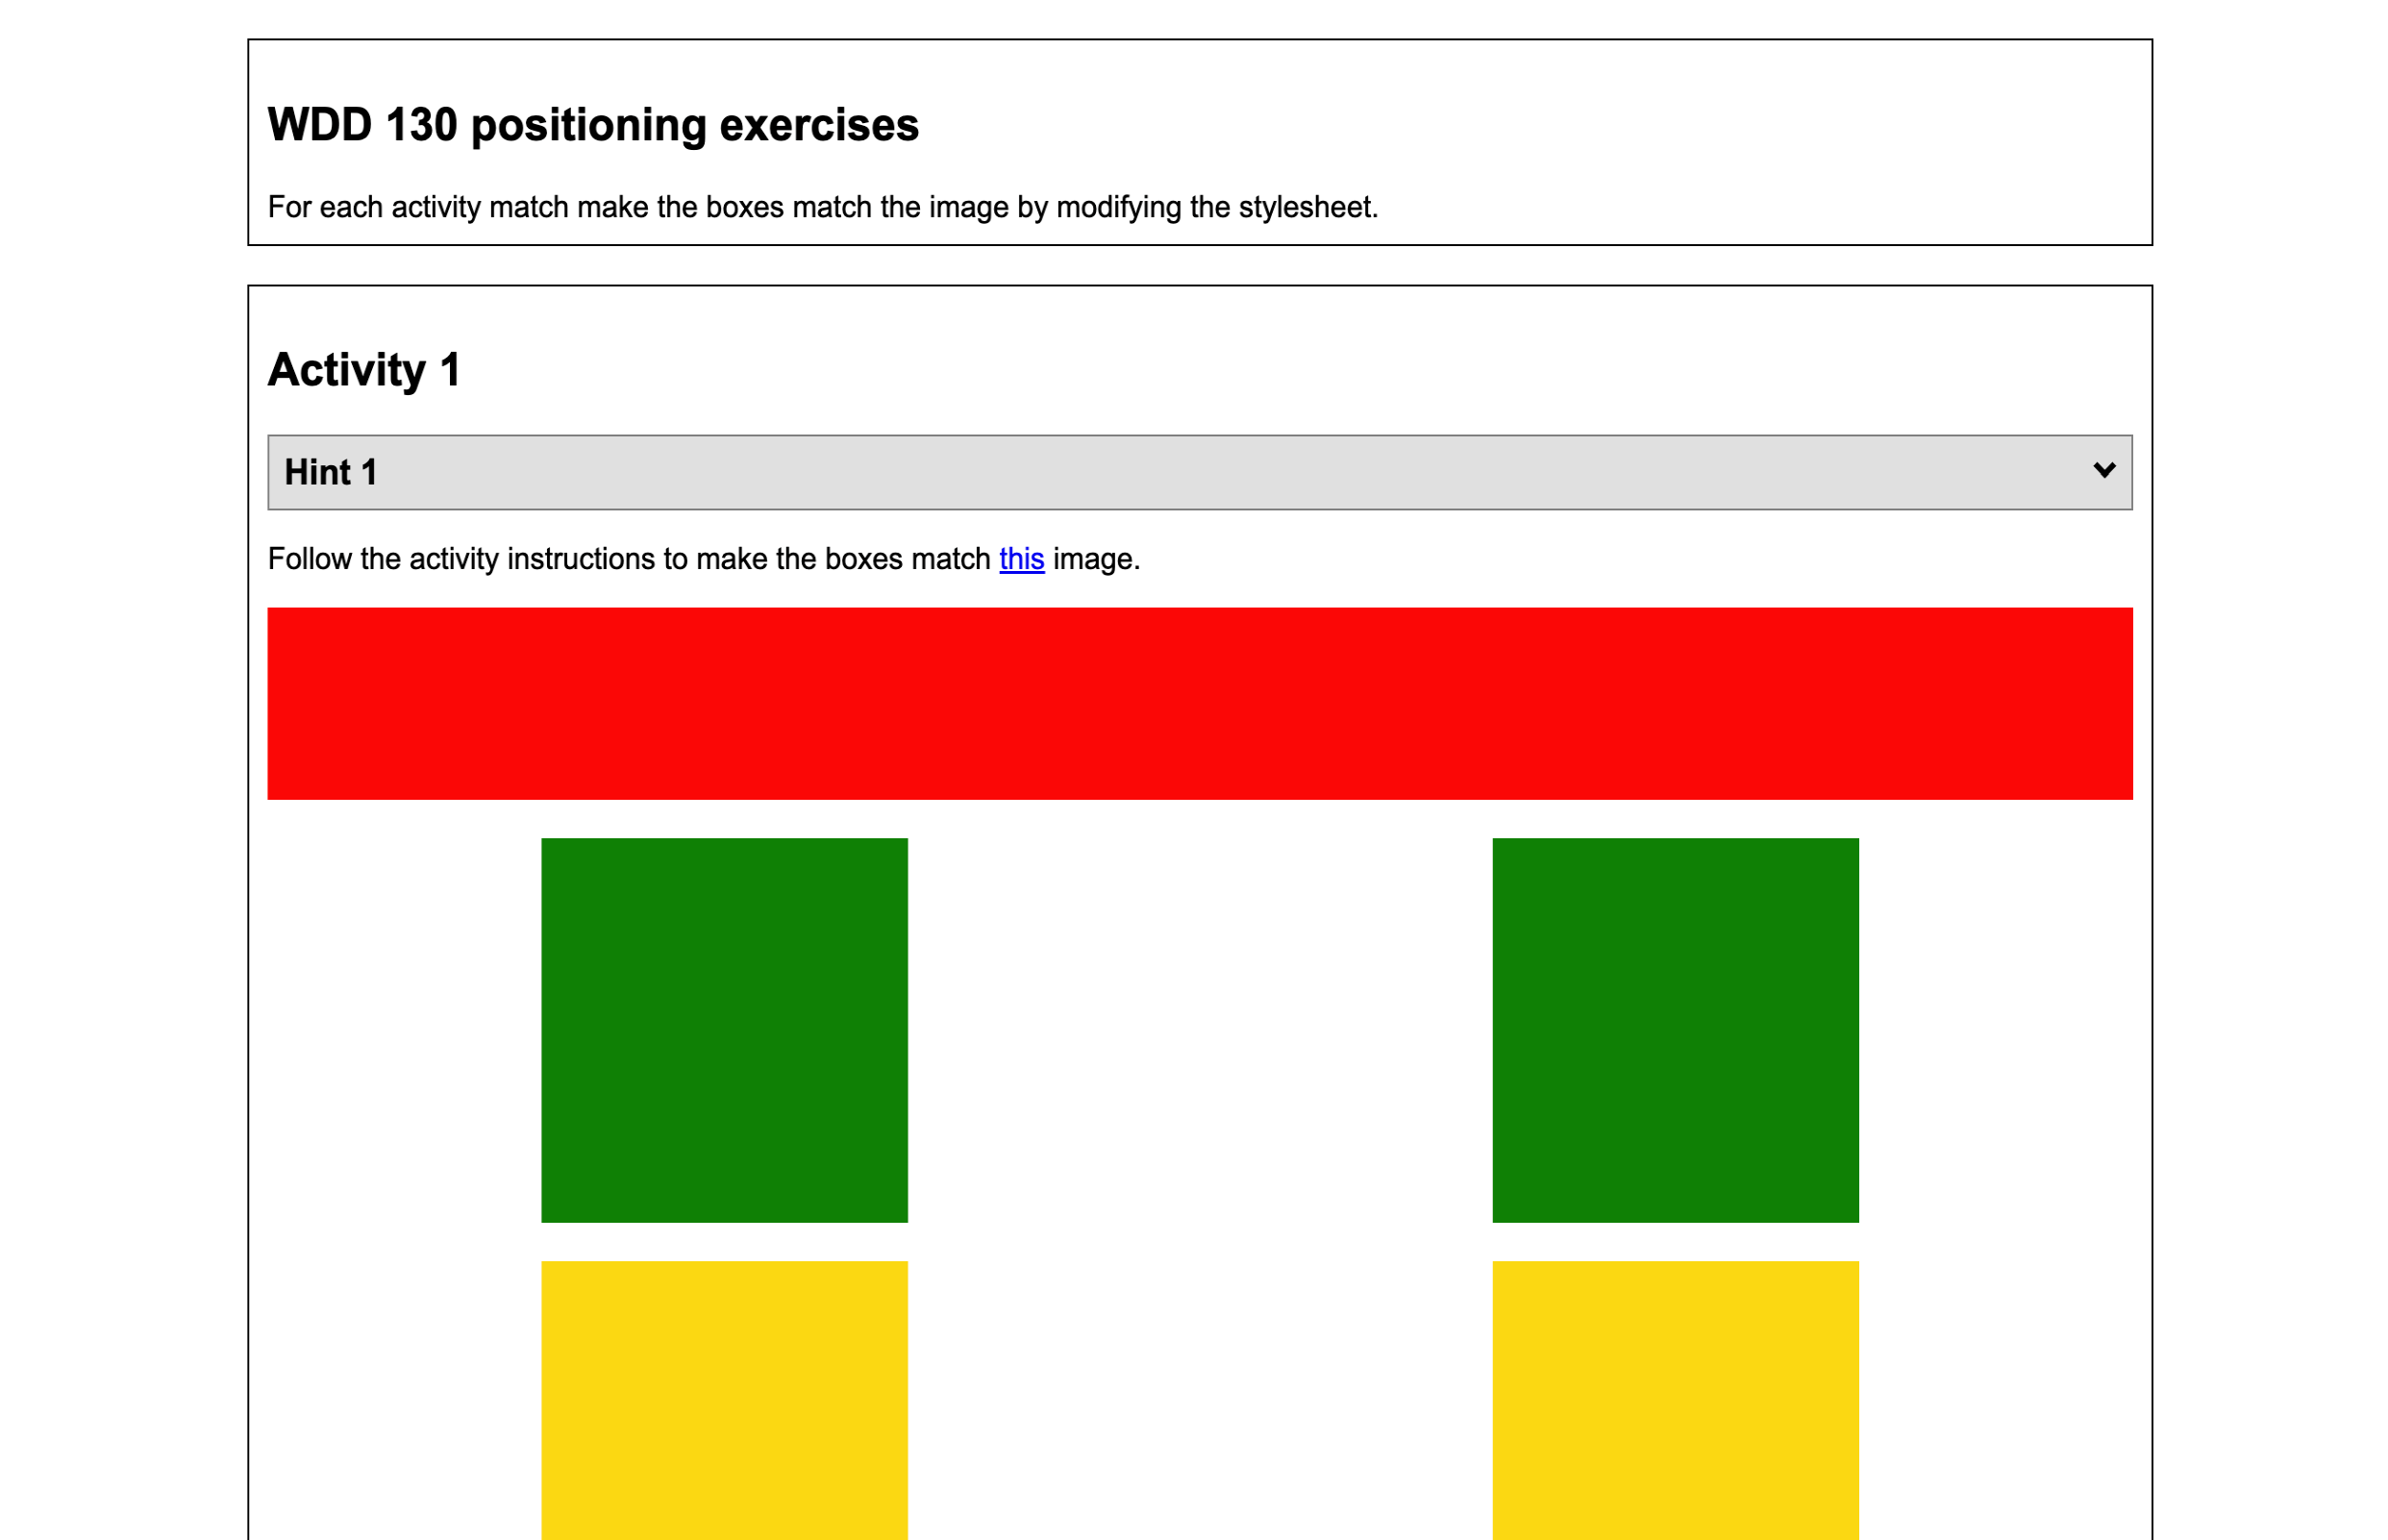 WDD 130 positioning exercises
For each activity match make the boxes match the image by modifying the stylesheet.
Activity 1
Hint 1
Follow the activity instructions to make the boxes match this image.